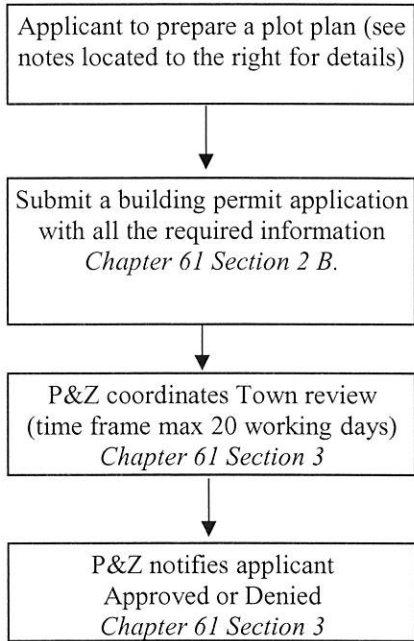 Applicant to prepare a plot plan (see
notes located to the right for details)
Submit a building permit application
with all the required information
Chapter 61 Section 2 B.
P&Z coordinates Town review
(time frame max 20 working days)
Chapter 61 Section 3
P&Z notifies applicant
Approved or Denied
Chapter 61 Section 3